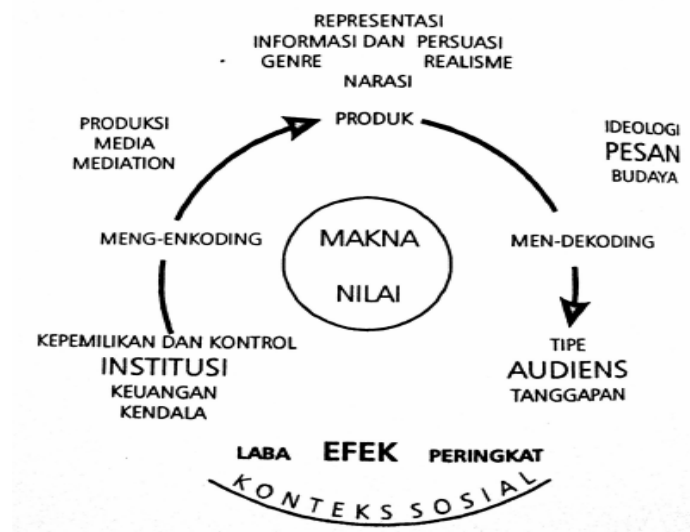 REPRESENTASI
INFORMASI DAN PERSUASI
GENRE REALISME
NARASI
PRODUK
PRODUKSI
MEDIA
MEDIATION
IDEOLOGI
PESAN
BUDAYA
MENG-ENKODING
MAKNA
NILAI
MEN-DEKODING
KEPEMILIKAN DAN KONTROL
INSTITUSI
KEUANGAN
KENDALA
TIPE
AUDIENS
TANGGAPAN
LABA EFEK PERINGKAT
KONTEKS SOSIAL